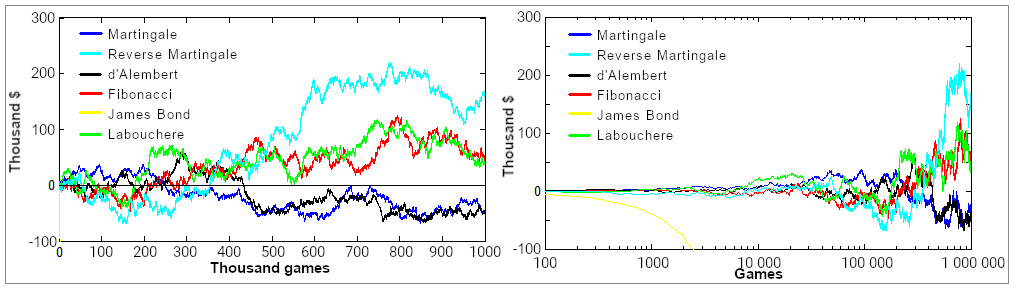 300
200
100
0
-100
Thousand $
Martingale
Reverse Martingale
d'Alembert
Fibonacci
James Bond
Labouchere
0 100 200 300 400 500 600 700 800 900 1000
Thousand games
300
200
100
0
-100
Thousand $
Martingale
Reverse Martingale
d'Alembert
Fibonacci
James Bond
Labouchere
100 1000 10 000 100 000 1 000 000
Games